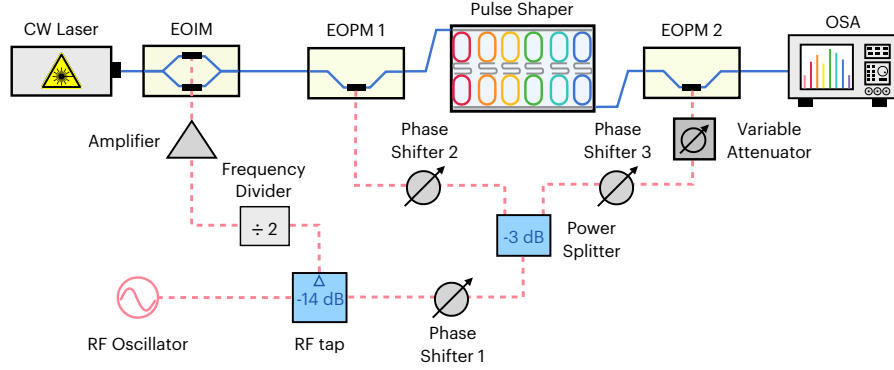 CW Laser
EOIM
EOPM 1
Pulse Shaper
EOPM 2
OSA
Amplifier
Phase
Shifter 2
Phase
Shifter 3
Variable
Attenuator
Frequency
Divider
÷ 2
-3 dB
Power
Splitter
-14 dB
RF Oscillator
RF tap
Phase
Shifter 1